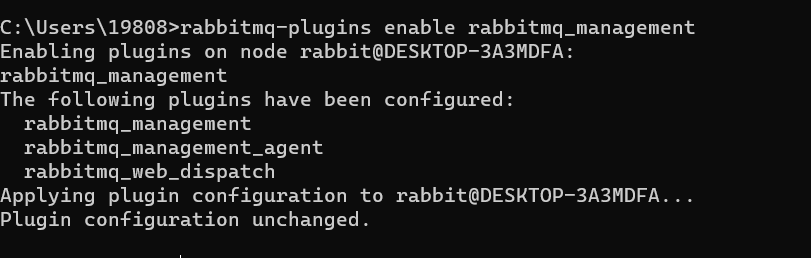 C:\Users\19808>rabbitmq-plugins enable rabbitmq_management
Enabling plugins on node rabbit@DESKTOP-3A3MDFA:
rabbitmq_management
The following plugins have been configured:
  rabbitmq_management
  rabbitmq_management_agent
  rabbitmq_web_dispatch
Applying plugin configuration to rabbit@DESKTOP-3A3MDFA...
Plugin configuration unchanged.